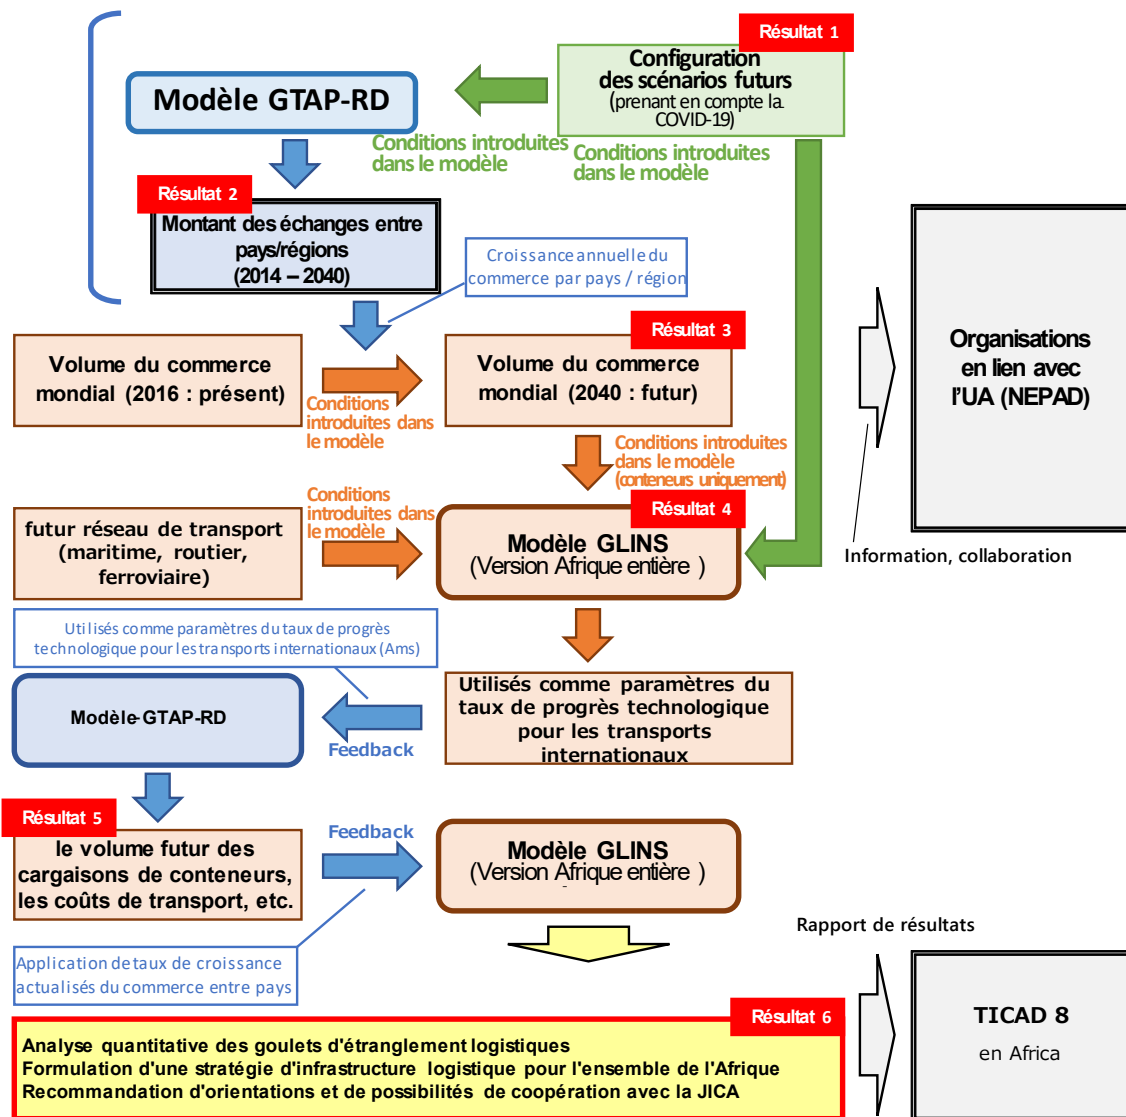 Résultat 1
Configuration
des scénarios futurs
(prenant en compte la
COVID-19)
Modèle GTAP-RD
Conditions introduites
dans le modèle
Conditions introduites
dans le modèle
Résultat 2
Montant des échanges entre
pays/régions
(2014 – 2040)
Croissance annuelle du
commerce par pays / région
Volume du commerce
mondial (2016 : présent)
Conditions
introduites dans
le modèle
Résultat 3
Volume du commerce
mondial (2040 : futur)
Organisations
en lien avec
l'UA (NEPAD)
Conditions introduites
dans le modèle
(conteneurs uniquement)
futur réseau de transport
(maritime, routier,
ferroviaire)
Conditions
introduites dans
le modèle
Résultat 4
Modèle GLINS
(Version Afrique entière )
Information, collaboration
Utilisés comme paramètres du taux de progrès
technologique pour les transports internationaux (Ams)
Modèle-GTAP-RD
Feedback
Utilisés comme paramètres du
taux de progrès technologique
pour les transports
internationaux
Résultat 5
le volume futur des
cargaisons de conteneurs,
les coûts de transport, etc.
Feedback
Modèle GLINS
(Version Afrique entière )
Application de taux de croissance
actualisés du commerce entre pays
Rapport de résultats
TICAD 8
en Africa
Résultat 6
Analyse quantitative des goulets d'étranglement logistiques
Formulation d'une stratégie d'infrastructure logistique pour l'ensemble de l'Afrique
Recommandation d'orientations et de possibilités de coopération avec la JICA